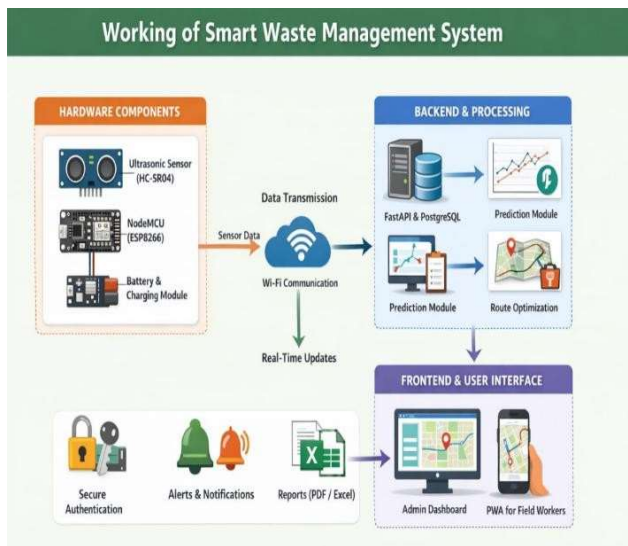 Working of Smart Waste Management System
HARDWARE COMPONENTS
Ultrasonic Sensor
(HC-SR04)
NodeMCU
(ESP8266)
Battery &
Charging Module
Sensor Data
Data Transmission
Wi-Fi Communication
Real-Time Updates
BACKEND & PROCESSING
FastAPI & PostgreSQL
Prediction Module
Prediction Module
Route Optimization
FRONTEND & USER INTERFACE
Admin Dashboard
PWA for Field Workers
Secure
Authentication
Alerts & Notifications
X
Reports (PDF / Excel)